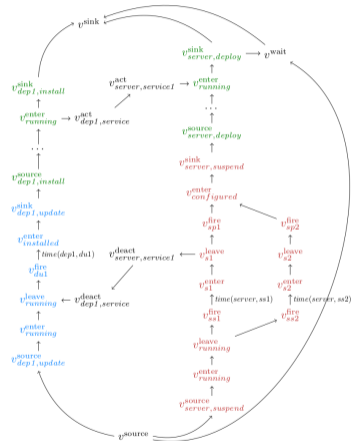 v^sink
v^sink_server,deploy → v^wait
v^sink_dep1,install
v^act_server,service1 → v^enter_running
v^enter_running → v^act_dep1,service
...
...
v^source_server,deploy
v^sink_server,suspend
v^source_dep1,install
v^enter_configured
v^sink_dep1,update
v^fire_sp1
v^fire_sp2
v^enter_installed
time(dep1,du1)
v^deact_server,service1 ← v^leave_s1
v^leave_s2
v^fire_du1
v^enter_s1
v^enter_s2
v^leave_running ← v^deact_dep1,service
time(server,ss1)
time(server,ss2)
v^fire_ss1
v^fire_ss2
v^enter_running
v^leave_running
v^source_dep1,update
v^enter_running
v^source_server,suspend
v^source